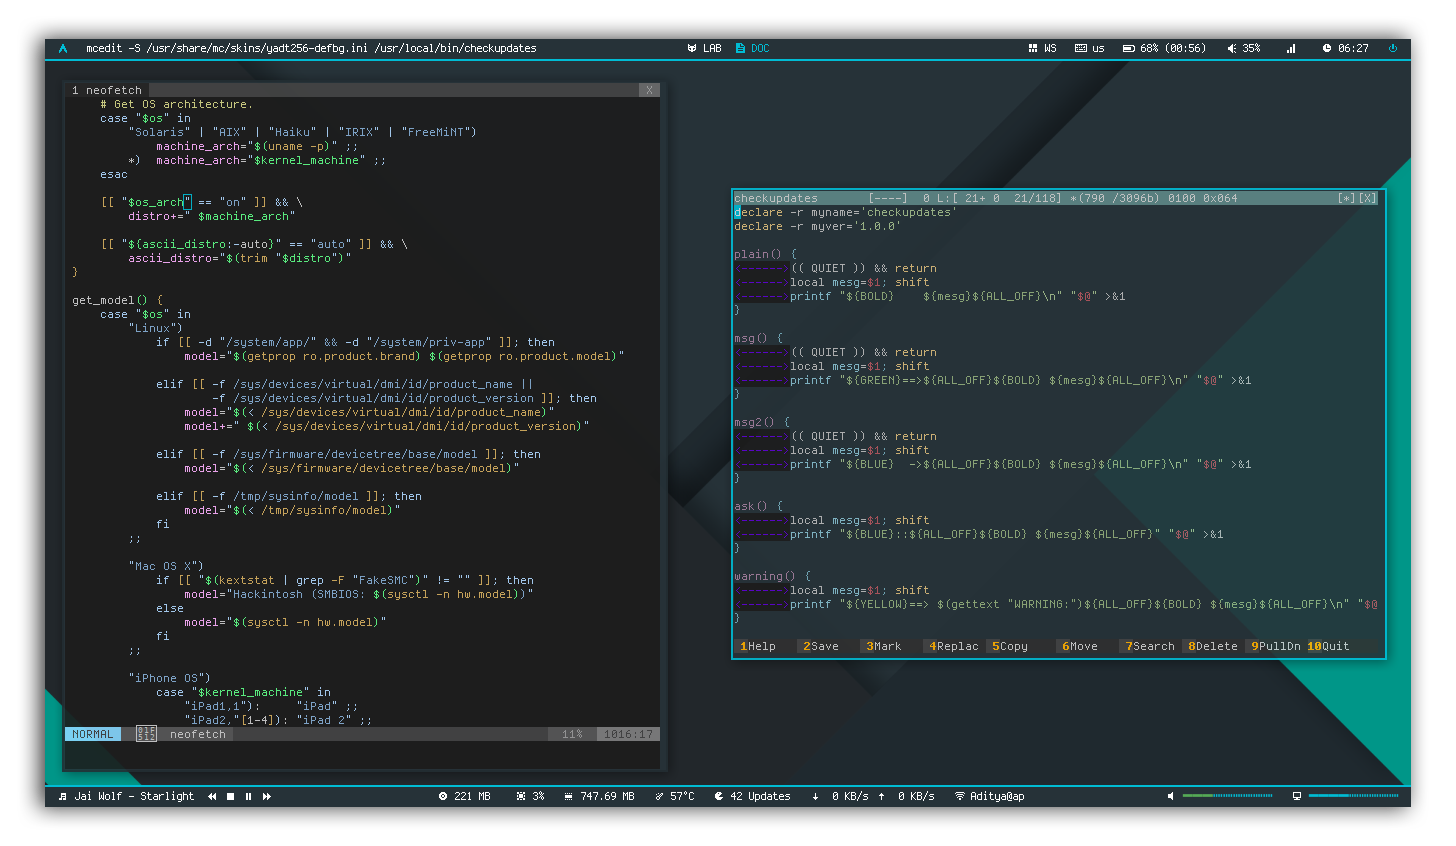 mcedit -S /usr/share/mc/skins/yadt256-defbg.ini /usr/local/bin/checkupdates
LAB DOC
WS us 68% (00:56) 35% 06:27
1 neofetch X
# Get OS architecture.
case "$os" in
"Solaris" | "AIX" | "Haiku" | "IRIX" | "FreeMiNT")
machine_arch="$(uname -p)" ;;
*) machine_arch="$kernel_machine" ;;
esac
[[ "$os_arch" == "on" ]] && \
distro+=" $machine_arch"
[[ "${ascii_distro:-auto}" == "auto" ]] && \
ascii_distro="$(trim "$distro")"
}
get_model() {
case "$os" in
"Linux")
if [[ -d "/system/app/" && -d "/system/priv-app" ]]; then
model="$(getprop ro.product.brand) $(getprop ro.product.model)"
elif [[ -f /sys/devices/virtual/dmi/id/product_name ||
-f /sys/devices/virtual/dmi/id/product_version ]]; then
model="$(< /sys/devices/virtual/dmi/id/product_name)"
model+=" $(< /sys/devices/virtual/dmi/id/product_version)"
elif [[ -f /sys/firmware/devicetree/base/model ]]; then
model="$(< /sys/firmware/devicetree/base/model)"
elif [[ -f /tmp/sysinfo/model ]]; then
model="$(< /tmp/sysinfo/model)"
fi
;;
"Mac OS X")
if [[ "$(kextstat | grep -F "FakeSMC")" != "" ]]; then
model="Hackintosh (SMBIOS: $(sysctl -n hw.model))"
else
model="$(sysctl -n hw.model)"
fi
;;
"iPhone OS")
case "$kernel_machine" in
"iPad1,1"): "iPad" ;;
"iPad2,"[1-4]): "iPad 2" ;;
NORMAL neofetch 11% 1016:17
checkupdates [----] 0 L:[ 21+ 0 21/118] *(790 /3096b) 0100 0x064 [*][X]
declare -r myname='checkupdates'
declare -r myver='1.0.0'
plain() {
<------>(( QUIET )) && return
<------>local mesg=$1; shift
<------>printf "${BOLD} ${mesg}${ALL_OFF}\n" "$@" >&1
}
msg() {
<------>(( QUIET )) && return
<------>local mesg=$1; shift
<------>printf "${GREEN}==>${ALL_OFF}${BOLD} ${mesg}${ALL_OFF}\n" "$@" >&1
}
msg2() {
<------>(( QUIET )) && return
<------>local mesg=$1; shift
<------>printf "${BLUE} ->${ALL_OFF}${BOLD} ${mesg}${ALL_OFF}\n" "$@" >&1
}
ask() {
<------>local mesg=$1; shift
<------>printf "${BLUE}::${ALL_OFF}${BOLD} ${mesg}${ALL_OFF}" "$@" >&1
}
warning() {
<------>local mesg=$1; shift
<------>printf "${YELLOW}==> $(gettext "WARNING:")${ALL_OFF}${BOLD} ${mesg}${ALL_OFF}\n" "$@
}
1Help 2Save 3Mark 4Replac 5Copy 6Move 7Search 8Delete 9PullDn 10Quit
Jai Wolf - Starlight
221 MB 3% 747.69 MB 57°C 42 Updates ↓ 0 KB/s ↑ 0 KB/s Aditya@ap